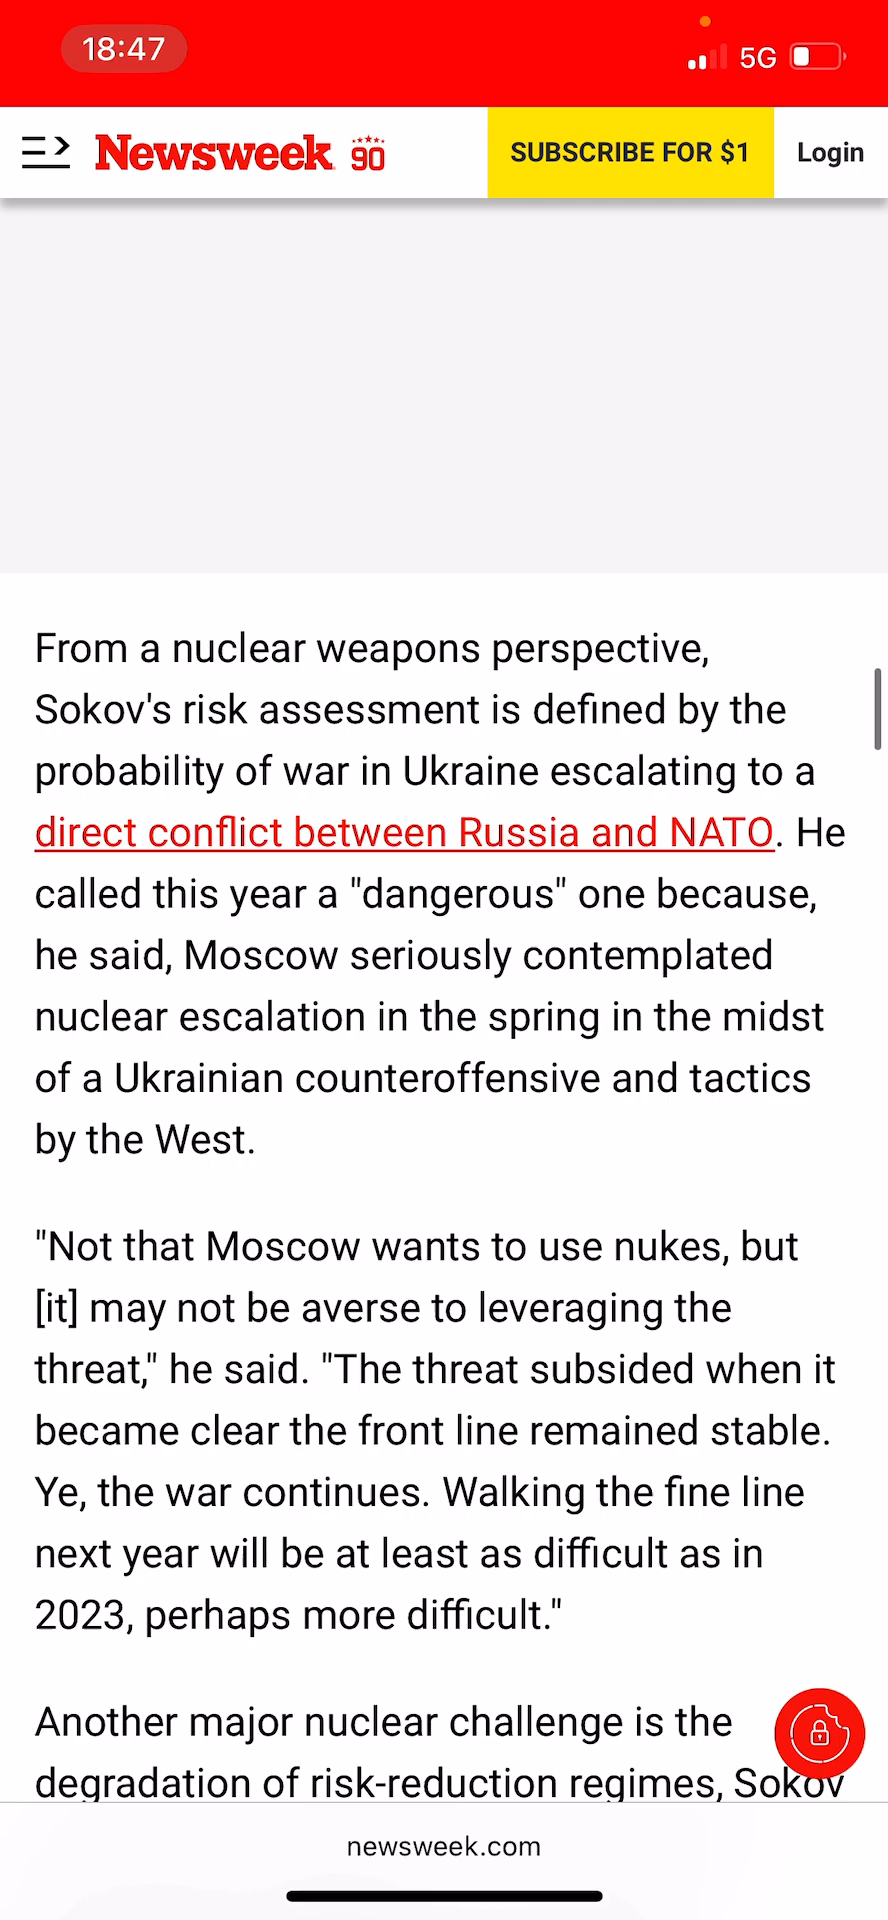 18:47
5G
Newsweek 90
SUBSCRIBE FOR $1
Login
From a nuclear weapons perspective,
Sokov's risk assessment is defined by the
probability of war in Ukraine escalating to a
direct conflict between Russia and NATO. He
called this year a "dangerous" one because,
he said, Moscow seriously contemplated
nuclear escalation in the spring in the midst
of a Ukrainian counteroffensive and tactics
by the West.
"Not that Moscow wants to use nukes, but
[it] may not be averse to leveraging the
threat," he said. "The threat subsided when it
became clear the front line remained stable.
Ye, the war continues. Walking the fine line
next year will be at least as difficult as in
2023, perhaps more difficult."
Another major nuclear challenge is the
degradation of risk-reduction regimes, Sokov
newsweek.com